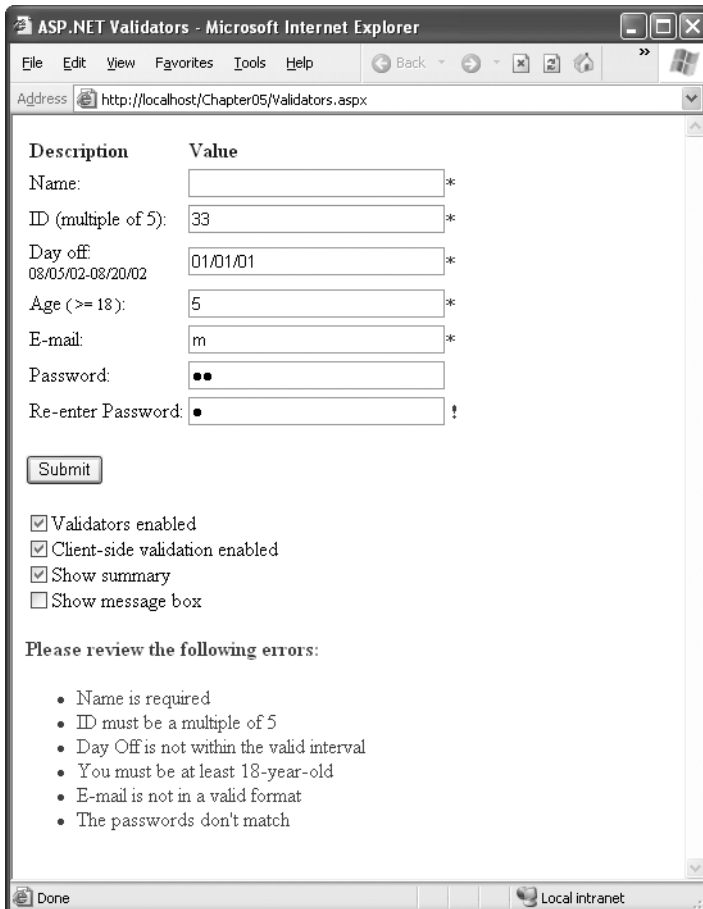 ASP.NET Validators - Microsoft Internet Explorer
File Edit View Favorites Tools Help Back »
Address http://localhost/Chapter05/Validators.aspx
Description Value
Name: *
ID (multiple of 5): 33 *
Day off: 01/01/01 *
08/05/02-08/20/02
Age ( >= 18 ): 5 *
E-mail: m *
Password: ●●
Re-enter Password: ● !
Submit
Validators enabled
Client-side validation enabled
Show summary
Show message box
Please review the following errors:
• Name is required
• ID must be a multiple of 5
• Day Off is not within the valid interval
• You must be at least 18-year-old
• E-mail is not in a valid format
• The passwords don't match
Done Local intranet